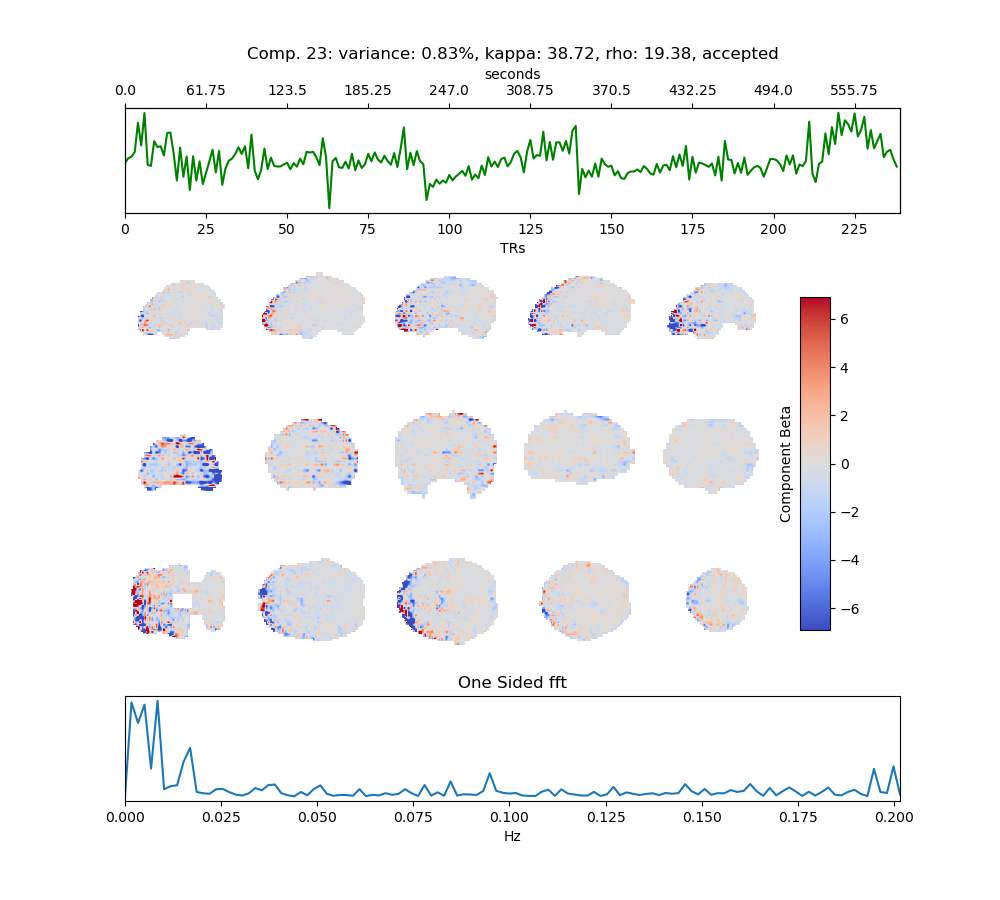 Comp. 23: variance: 0.83%, kappa: 38.72, rho: 19.38, accepted
seconds
0.0 61.75 123.5 185.25 247.0 308.75 370.5 432.25 494.0 555.75
0 25 50 75 100 125 150 175 200 225
TRs
6
4
2
0
−2
−4
−6
Component Beta
One Sided fft
0.000 0.025 0.050 0.075 0.100 0.125 0.150 0.175 0.200
Hz